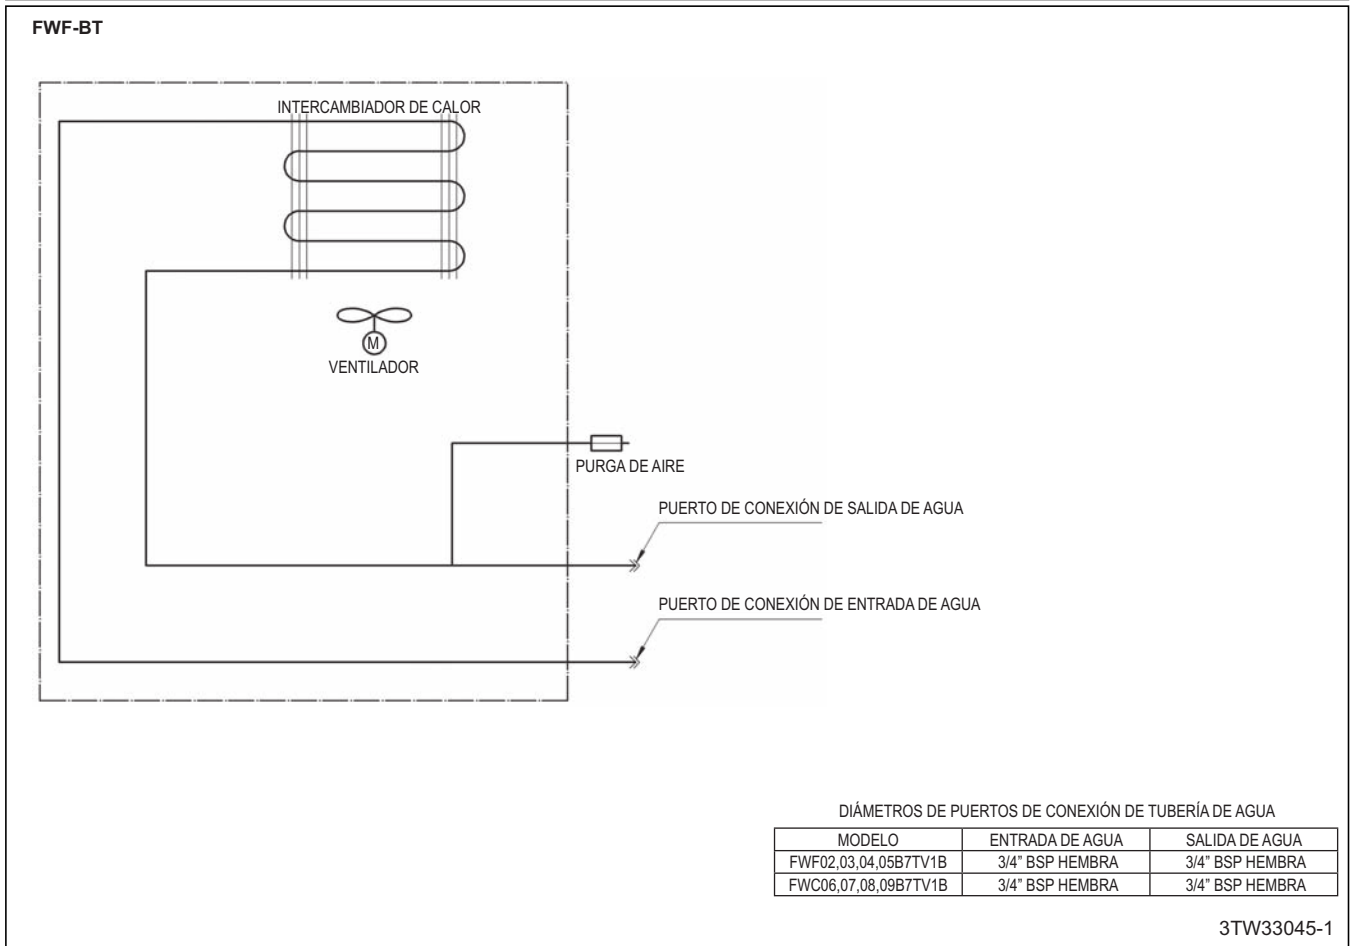 FWF-BT
INTERCAMBIADOR DE CALOR
M
VENTILADOR
PURGA DE AIRE
PUERTO DE CONEXIÓN DE SALIDA DE AGUA
PUERTO DE CONEXIÓN DE ENTRADA DE AGUA
DIÁMETROS DE PUERTOS DE CONEXIÓN DE TUBERÍA DE AGUA
MODELO ENTRADA DE AGUA SALIDA DE AGUA
FWF02,03,04,05B7TV1B 3/4” BSP HEMBRA 3/4” BSP HEMBRA
FWC06,07,08,09B7TV1B 3/4” BSP HEMBRA 3/4” BSP HEMBRA
3TW33045-1